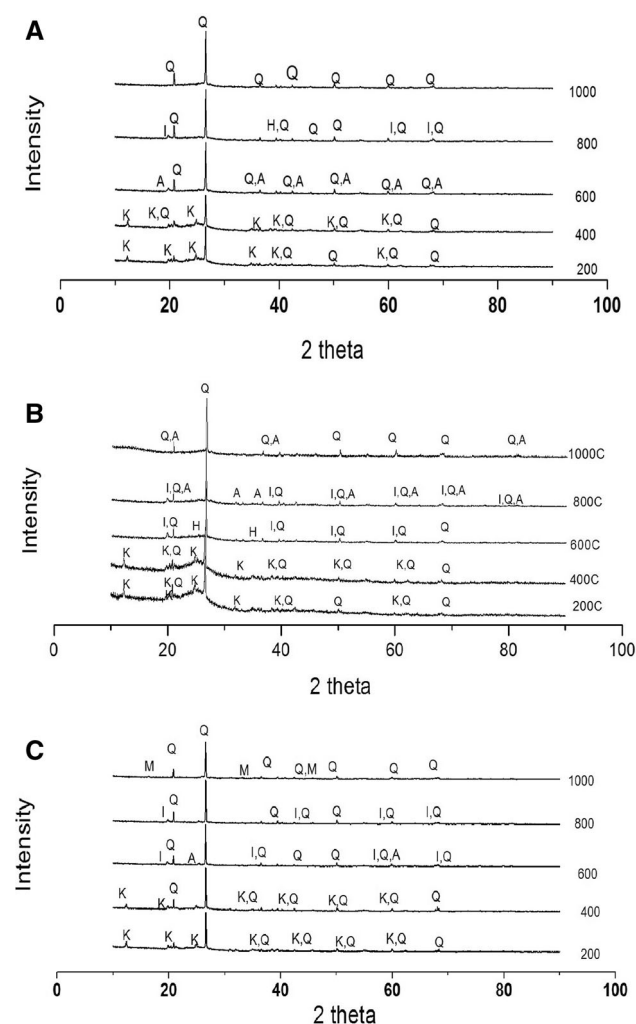 A
Q
Q Q Q Q Q Q
1000
I Q H,Q Q Q I,Q I,Q
800
A Q Q,A Q,A Q,A Q,A Q,A
600
K K,Q K K K,Q K,Q K,Q Q
400
K K K K K,Q Q K,Q Q
200
Intensity
0 20 40 60 80 100
2 theta
B
Q
Q,A Q,A Q Q Q Q,A
1000C
I,Q,A A A I,Q I,Q,A I,Q,A I,Q,A I,Q,A
800C
I,Q H H I,Q I,Q I,Q Q
600C
K K,Q K K K,Q K,Q K,Q Q
400C
K K,Q K K K K,Q Q K,Q Q
200C
Intensity
0 20 40 60 80 100
2 theta
C
Q
M Q M Q Q,M Q Q Q
1000
I Q Q I,Q Q I,Q I,Q
800
I Q A I,Q Q Q I,Q,A I,Q
600
K K Q K,Q K,Q K,Q K,Q Q
400
K K K K,Q K,Q K,Q K,Q Q
200
Intensity
0 20 40 60 80 100
2 theta